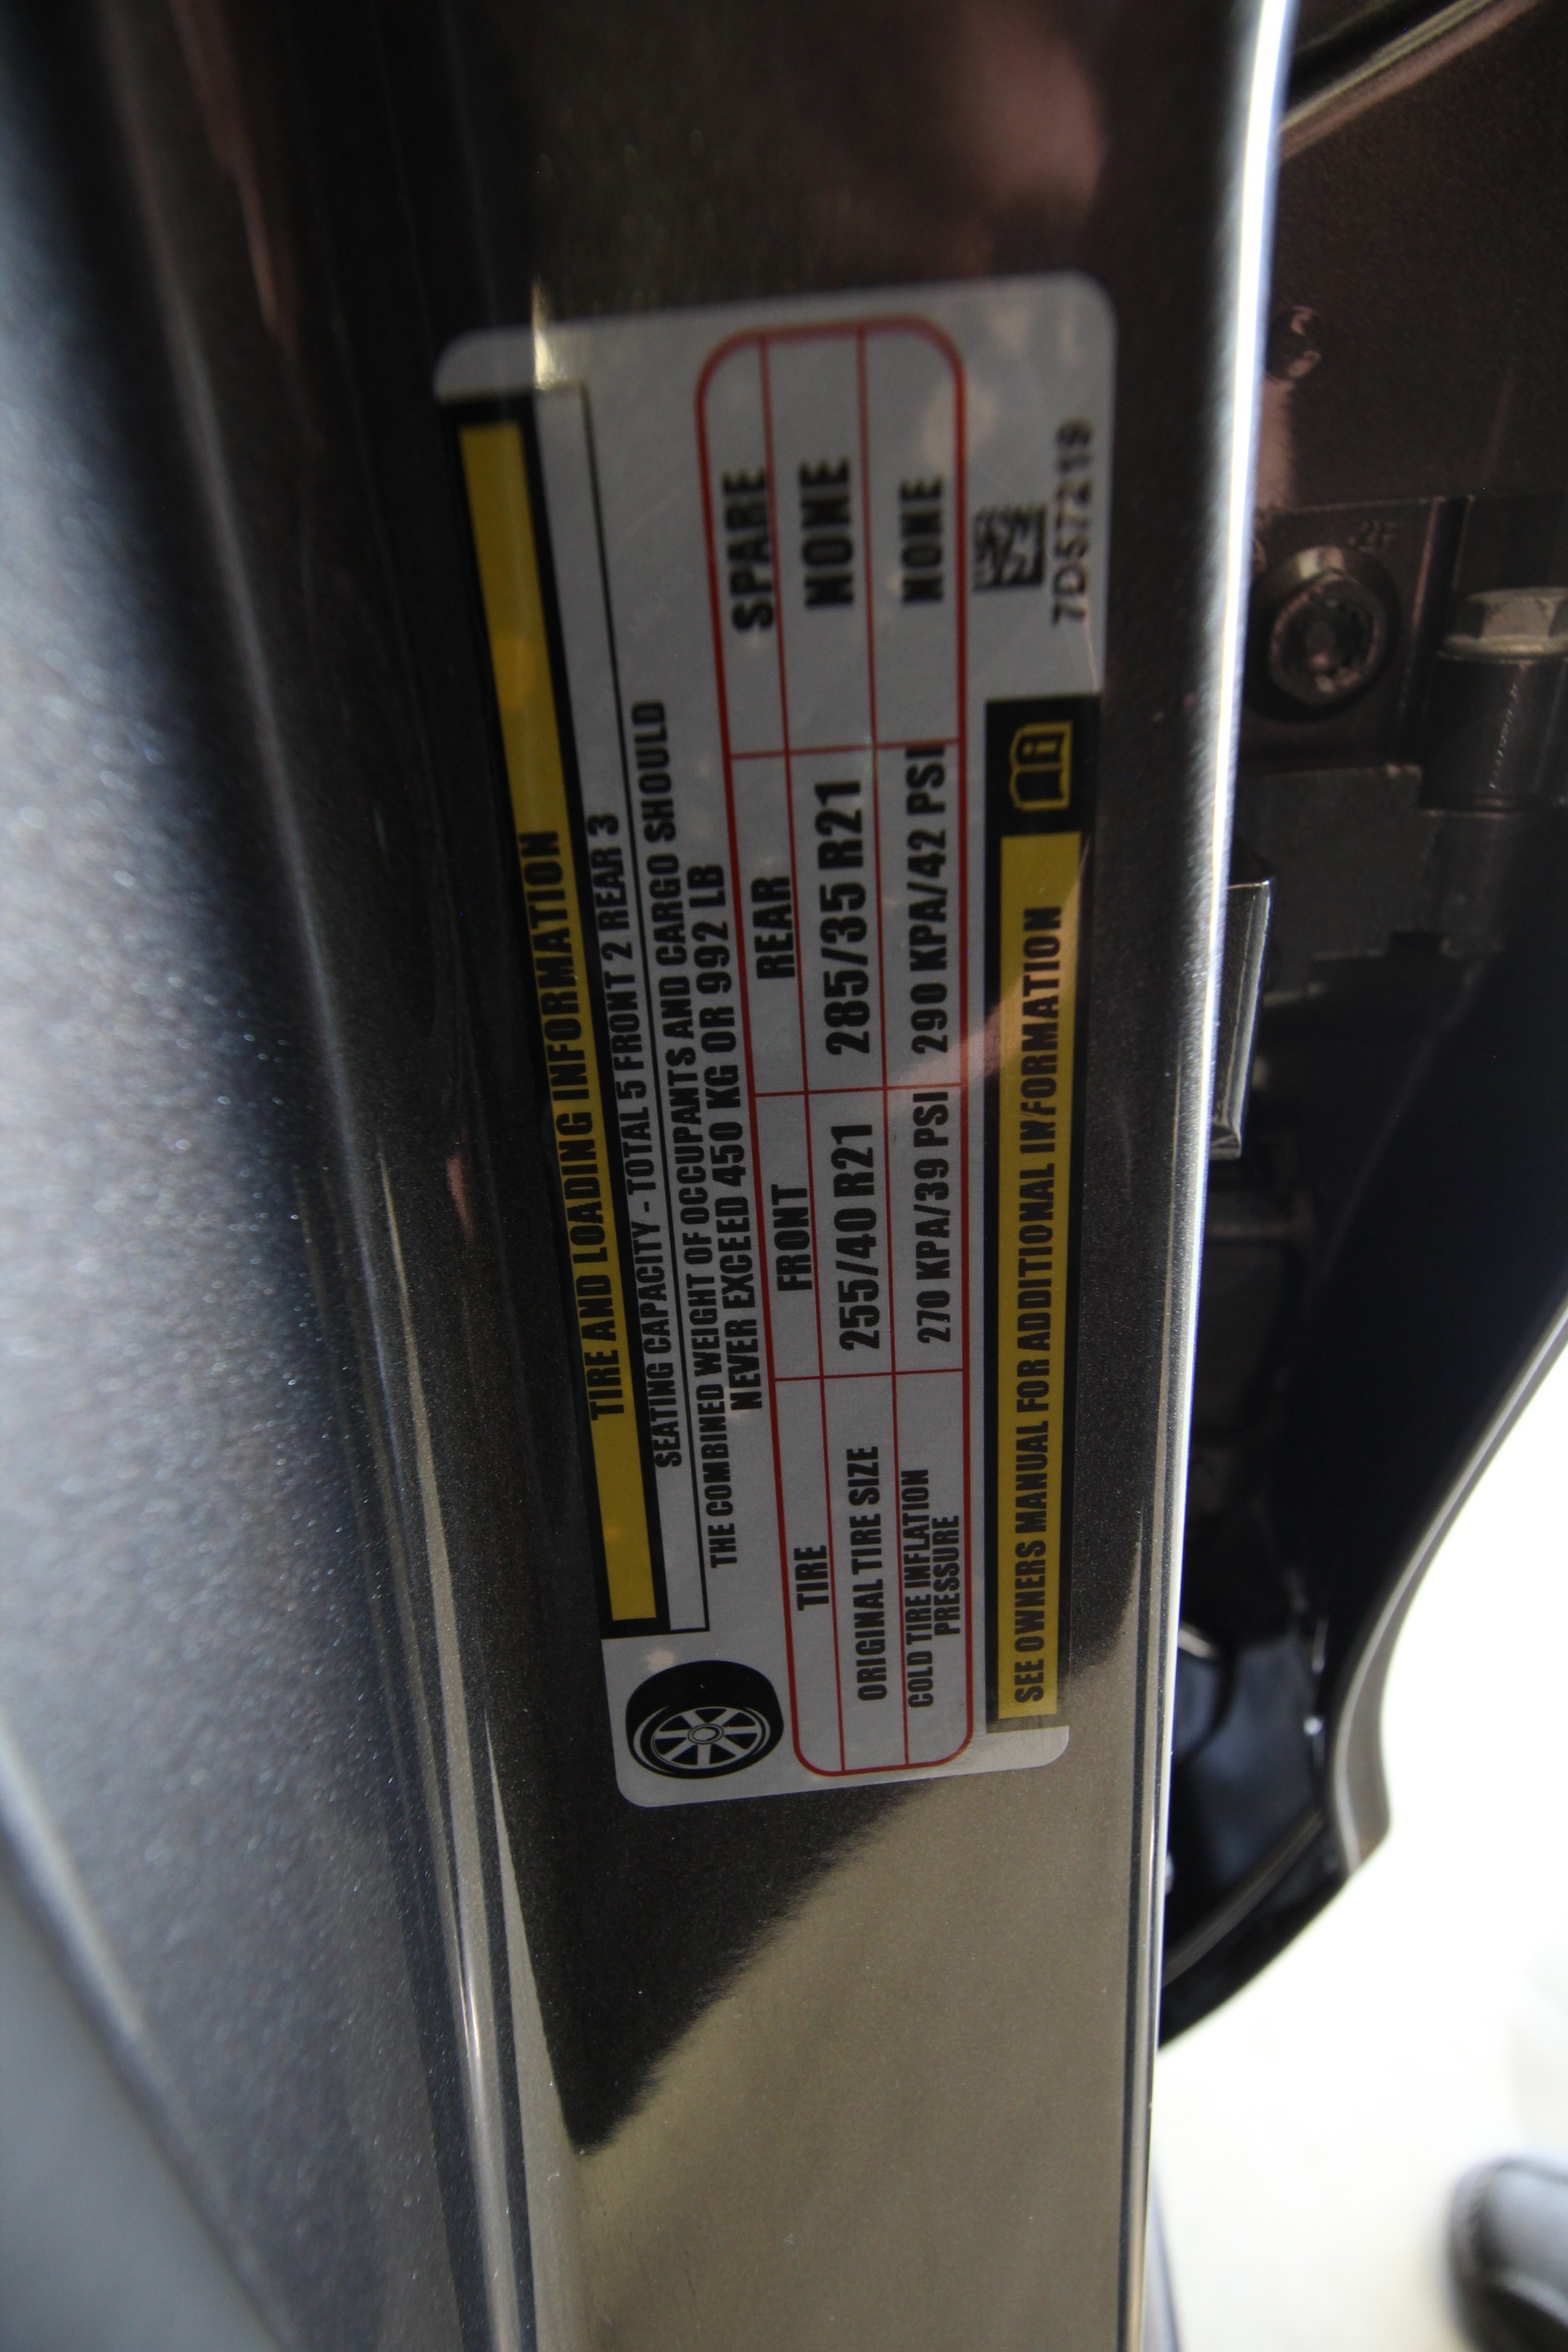 TIRE AND LOADING INFORMATION
SEATING CAPACITY - TOTAL 5 FRONT 2 REAR 3
THE COMBINED WEIGHT OF OCCUPANTS AND CARGO SHOULD
NEVER EXCEED 450 KG OR 992 LB
TIRE FRONT REAR SPARE
ORIGINAL TIRE SIZE 255/40 R21 285/35 R21 NONE
COLD TIRE INFLATION
PRESSURE 270 KPA/39 PSI 290 KPA/42 PSI NONE
SEE OWNERS MANUAL FOR ADDITIONAL INFORMATION
7D57219